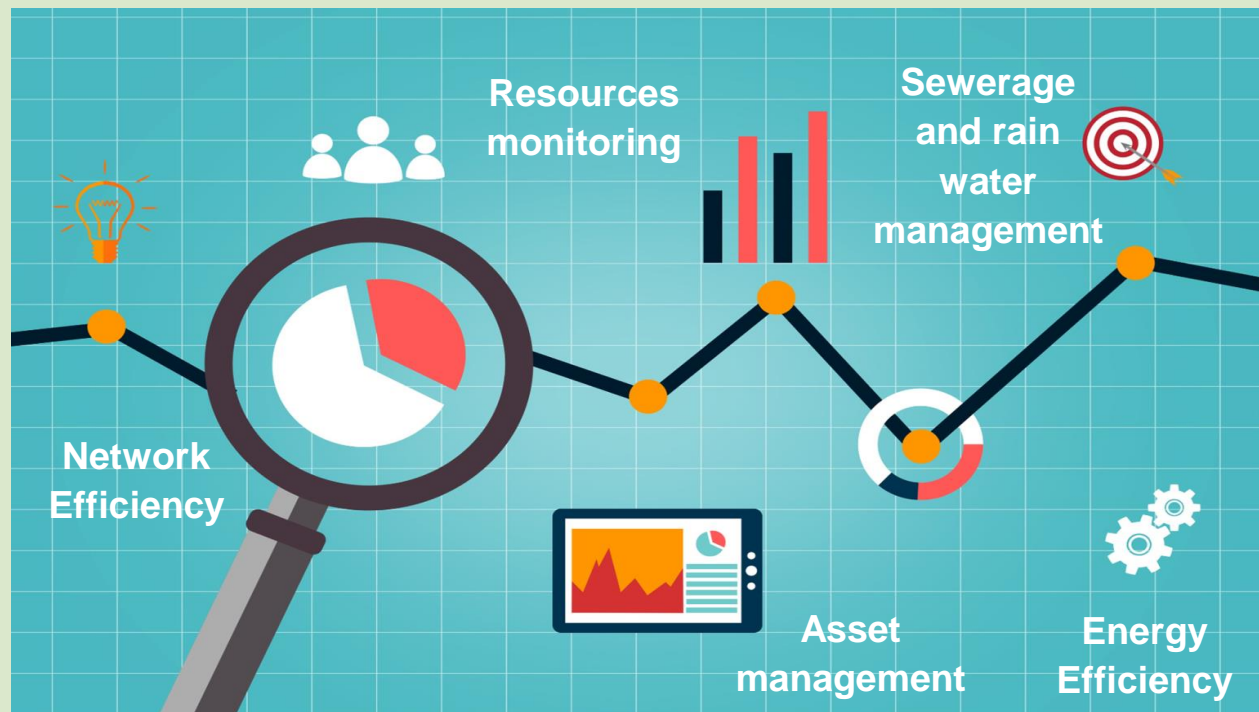 Resources
monitoring
Sewerage
and rain
water
management
Network
Efficiency
Asset
management
Energy
Efficiency